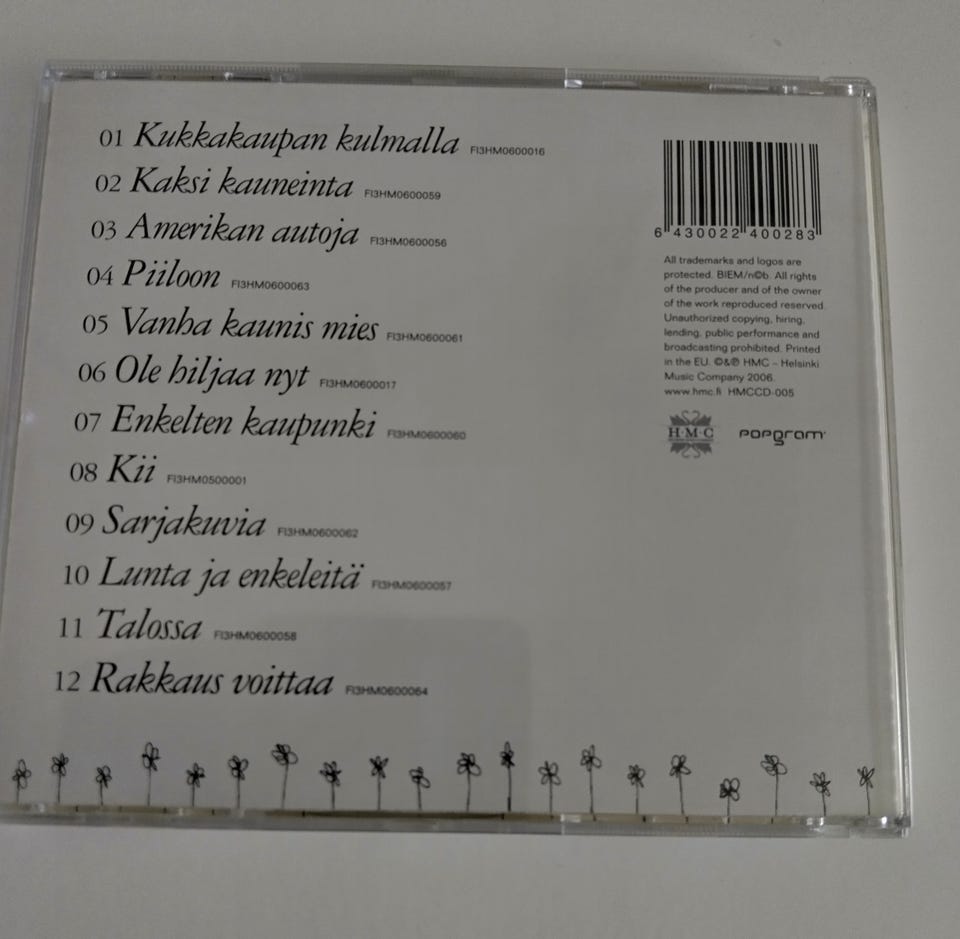 01 Kukkakaupan kulmalla FI3HM0600016
02 Kaksi kauneinta FI3HM0600059
03 Amerikan autoja FI3HM0600056
04 Piiloon FI3HM0600063
05 Vanha kaunis mies FI3HM0600061
06 Ole hiljaa nyt FI3HM0600017
07 Enkelten kaupunki FI3HM0600060
08 Kii FI3HM0500001
09 Sarjakuvia FI3HM0600062
10 Lunta ja enkeleitä FI3HM0600057
11 Talossa FI3HM0600058
12 Rakkaus voittaa FI3HM0600064
6 430022 400283
All trademarks and logos are
protected. BIEM/n©b. All rights
of the producer and of the owner
of the work reproduced reserved.
Unauthorized copying, hiring,
lending, public performance and
broadcasting prohibited. Printed
in the EU. ©&℗ HMC – Helsinki
Music Company 2006.
www.hmc.fi HMCCD-005
H·M·C
popgram